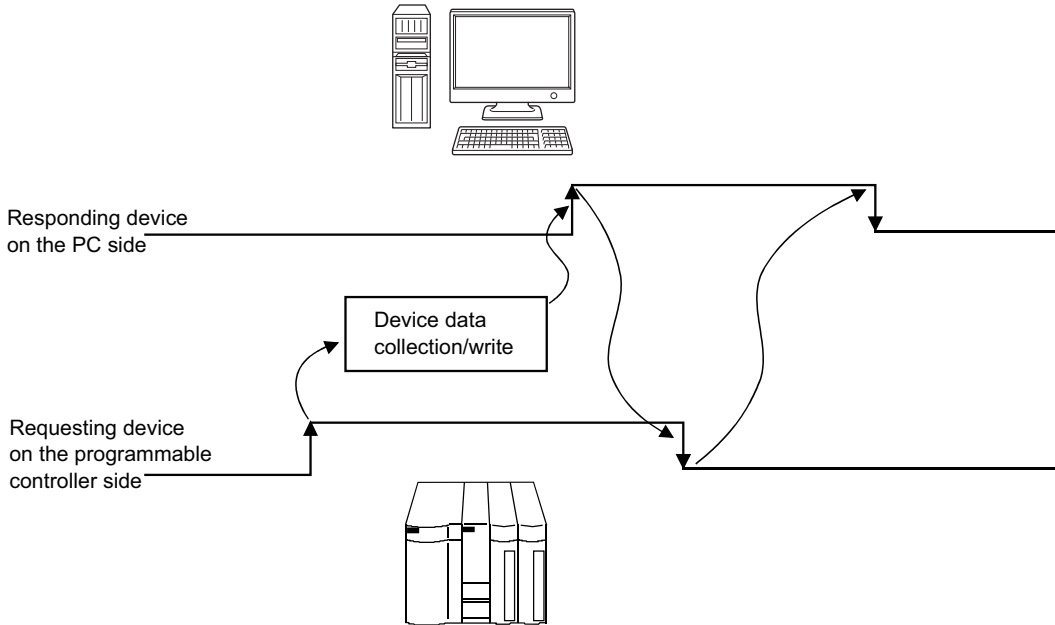 Responding device
on the PC side
Device data
collection/write
Requesting device
on the programmable
controller side